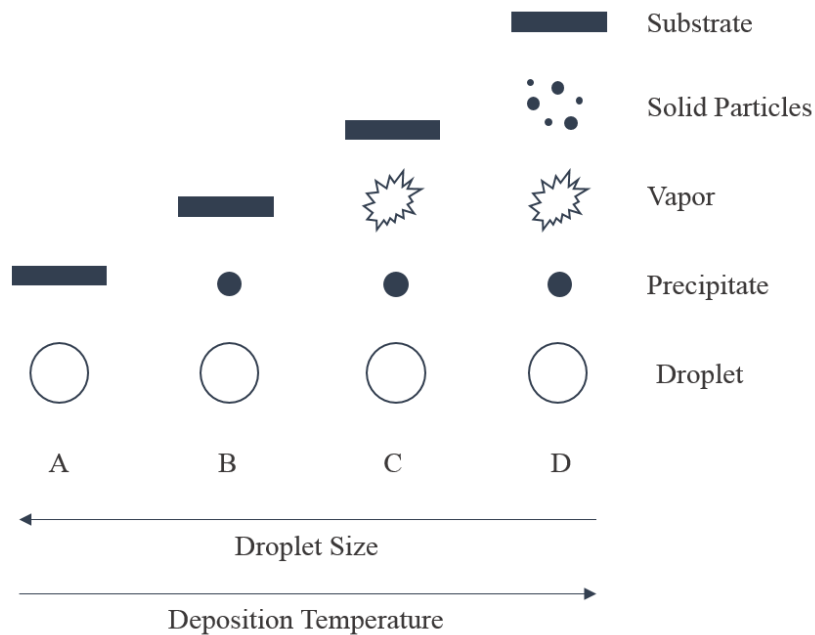 Substrate
Solid Particles
Vapor
Precipitate
Droplet
A B C D
Droplet Size
Deposition Temperature